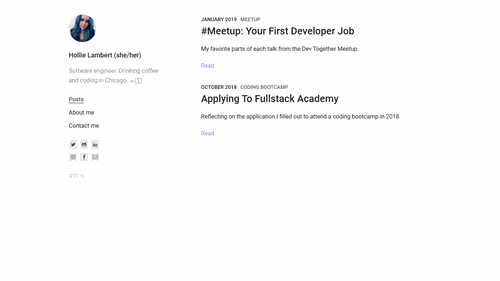 Hollie Lambert (she/her)
Software engineer. Drinking coffee
and coding in Chicago.
Posts
About me
Contact me
JANUARY 2019 MEETUP
#Meetup: Your First Developer Job
My favorite parts of each talk from the Dev Together Meetup.
Read
OCTOBER 2018 CODING BOOTCAMP
Applying To Fullstack Academy
Reflecting on the application I filled out to attend a coding bootcamp in 2018.
Read